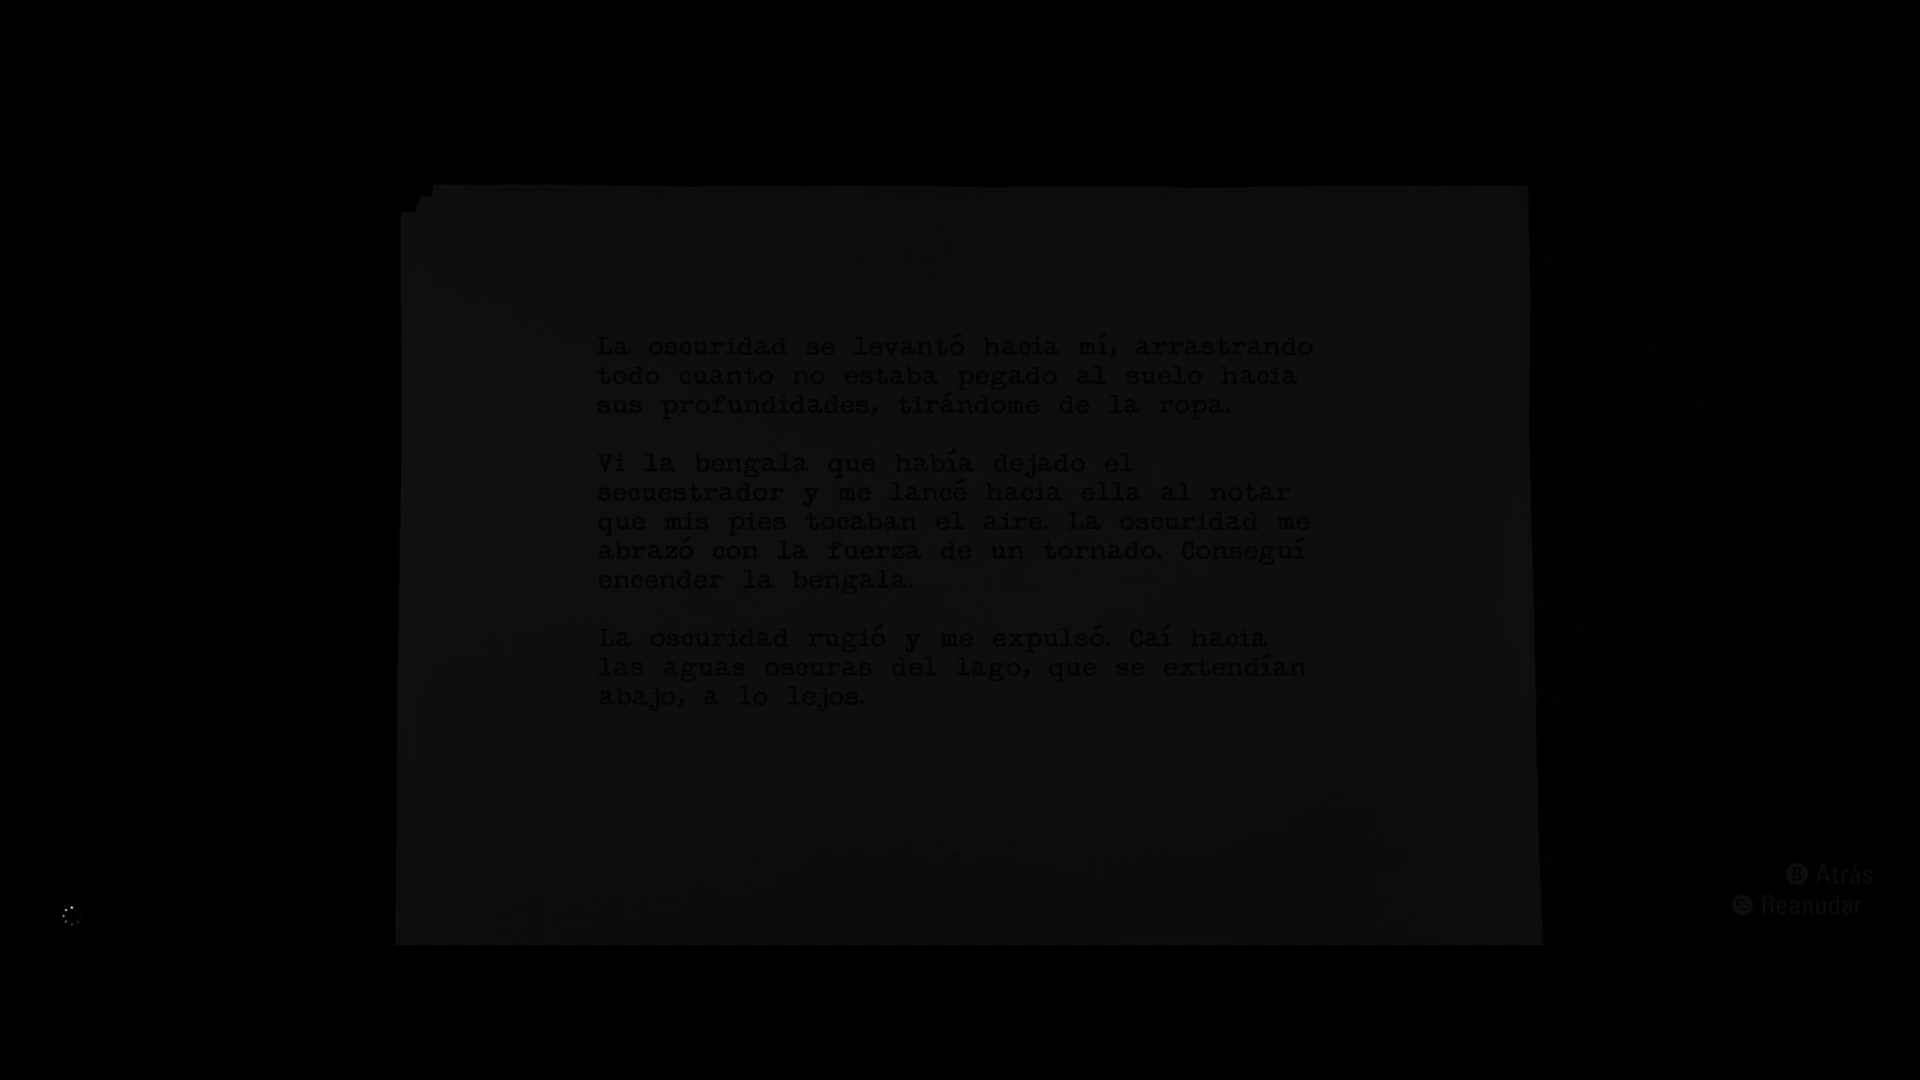 La oscuridad se levantó hacia mí, arrastrando
todo cuanto no estaba pegado al suelo hacia
sus profundidades, tirándome de la ropa.
Vi la bengala que había dejado el
secuestrador y me lancé hacia ella al notar
que mis pies tocaban el aire. La oscuridad me
abrazó con la fuerza de un tornado. Conseguí
encender la bengala.
La oscuridad rugió y me expulsó. Caí hacia
las aguas oscuras del lago, que se extendían
abajo, a lo lejos.
B Atrás
Reanudar